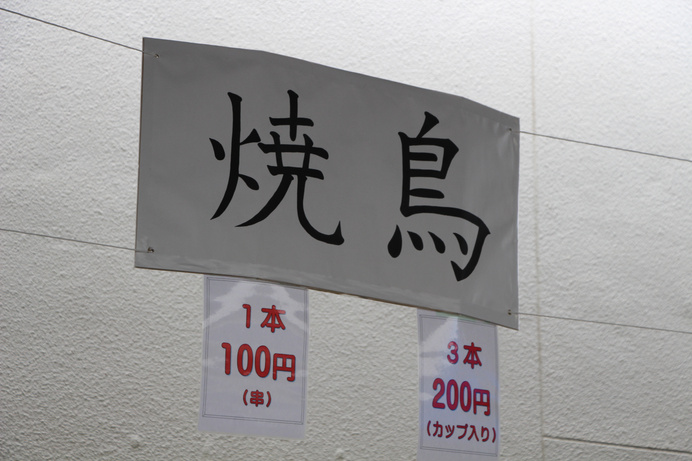 焼鳥
1本
100円
(串)
3本
200円
(カップ入り)